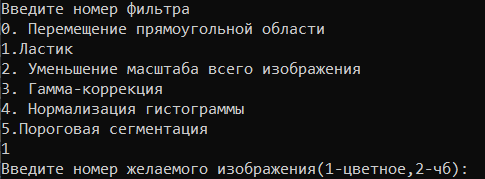 Введите номер фильтра
0. Перемещение прямоугольной области
1.Ластик
2. Уменьшение масштаба всего изображения
3. Гамма-коррекция
4. Нормализация гистограммы
5.Пороговая сегментация
1
Введите номер желаемого изображения(1-цветное,2-чб):